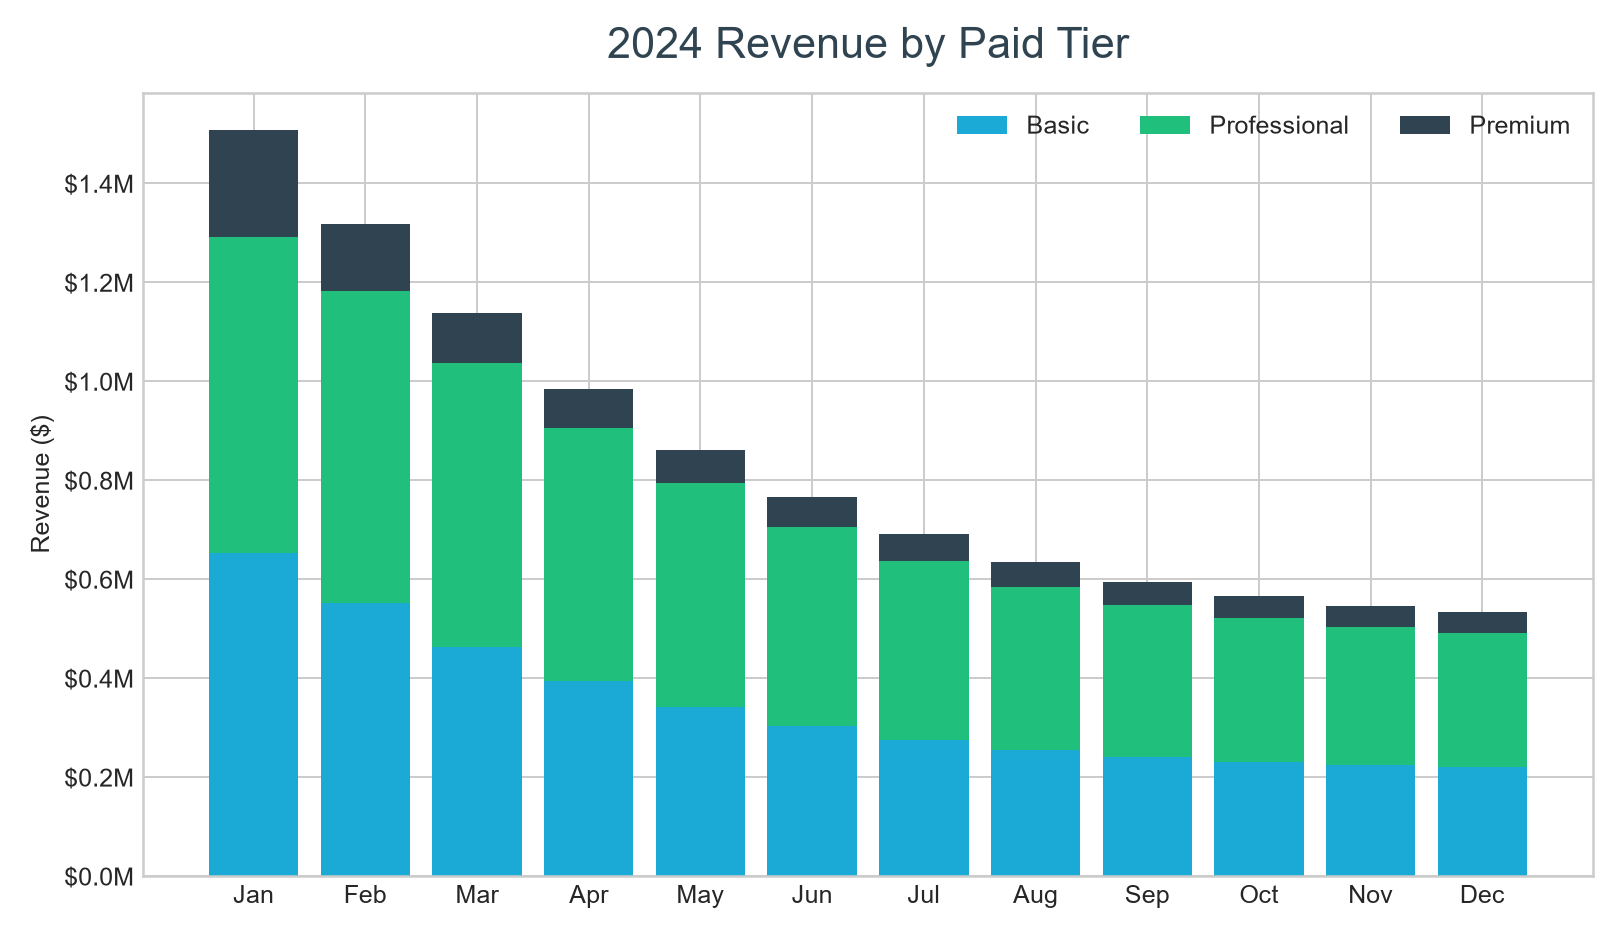 2024 Revenue by Paid Tier
Basic Professional Premium
Revenue ($)
$1.4M
$1.2M
$1.0M
$0.8M
$0.6M
$0.4M
$0.2M
$0.0M
Jan Feb Mar Apr May Jun Jul Aug Sep Oct Nov Dec